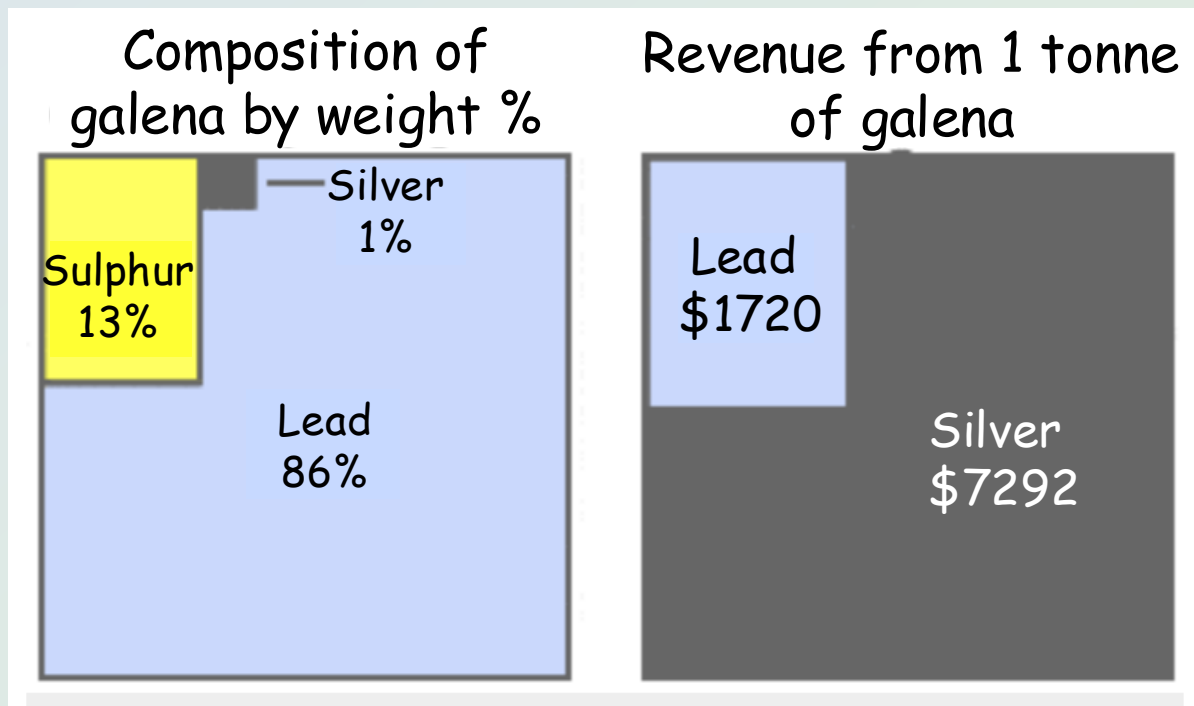 Composition of
galena by weight %
Silver
1%
Sulphur
13%
Lead
86%
Revenue from 1 tonne
of galena
Lead
$1720
Silver
$7292